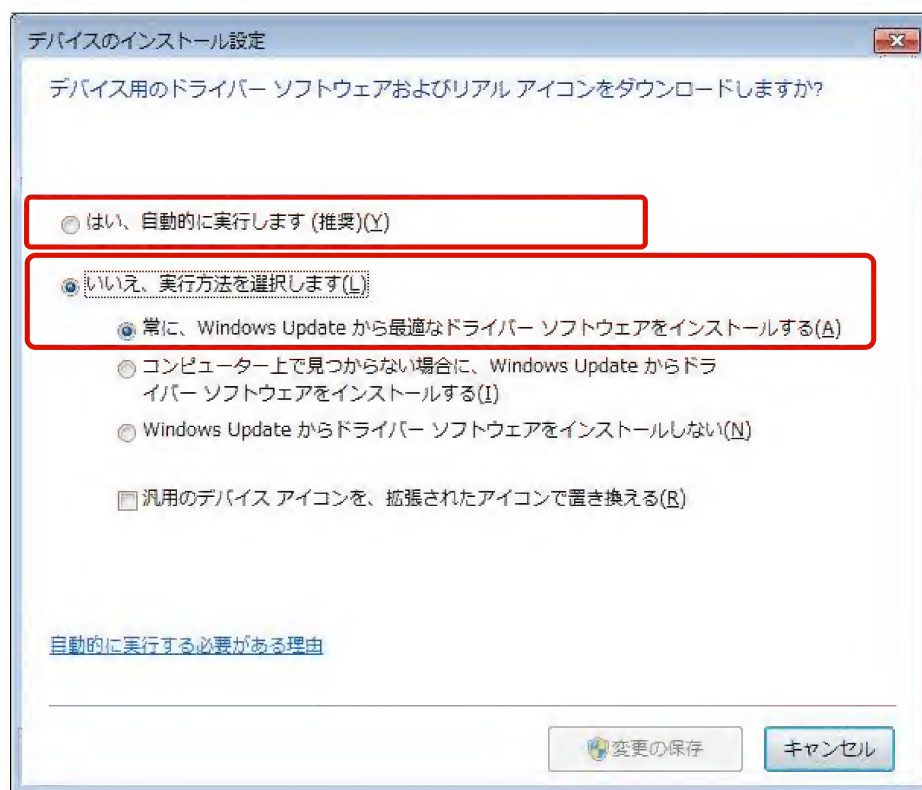 デバイスのインストール設定
デバイス用のドライバー ソフトウェアおよびリアル アイコンをダウンロードしますか?
はい、自動的に実行します (推奨)(Y)
いいえ、実行方法を選択します(L)
常に、Windows Update から最適なドライバー ソフトウェアをインストールする(A)
コンピューター上で見つからない場合に、Windows Update からドラ
イバー ソフトウェアをインストールする(I)
Windows Update からドライバー ソフトウェアをインストールしない(N)
汎用のデバイス アイコンを、拡張されたアイコンで置き換える(R)
自動的に実行する必要がある理由
変更の保存
キャンセル